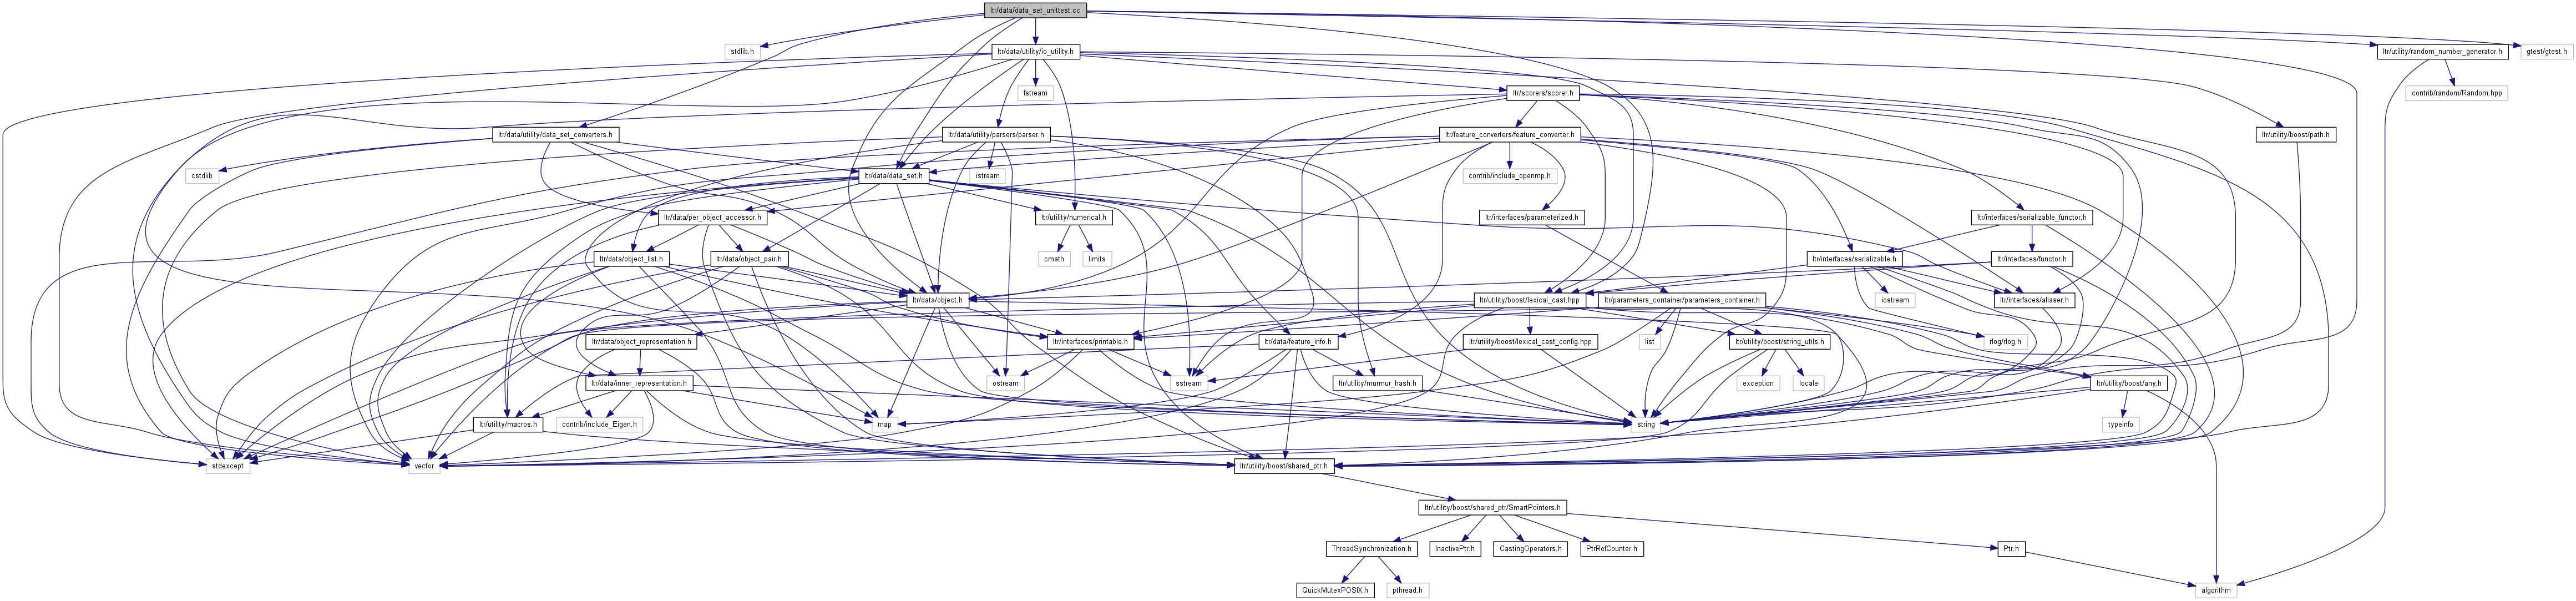 ltr/data/data_set_unittest.cc
stdlib.h
ltr/data/utility/io_utility.h
ltr/utility/random_number_generator.h
gtest/gtest.h
fstream
ltr/scorers/scorer.h
contrib/random/Random.hpp
ltr/data/utility/data_set_converters.h
ltr/data/utility/parsers/parser.h
ltr/feature_converters/feature_converter.h
ltr/utility/boost/path.h
cstdlib
ltr/data/data_set.h
istream
contrib/include_openmp.h
ltr/data/per_object_accessor.h
ltr/utility/numerical.h
ltr/interfaces/parameterized.h
ltr/interfaces/serializable_functor.h
ltr/data/object_list.h
ltr/data/object_pair.h
cmath
limits
ltr/interfaces/serializable.h
ltr/interfaces/functor.h
ltr/data/object.h
ltr/utility/boost/lexical_cast.hpp
ltr/parameters_container/parameters_container.h
iostream
ltr/interfaces/aliaser.h
ltr/data/object_representation.h
ltr/interfaces/printable.h
ltr/data/feature_info.h
ltr/utility/boost/lexical_cast_config.hpp
list
ltr/utility/boost/string_utils.h
rlog/rlog.h
ltr/data/inner_representation.h
ostream
sstream
ltr/utility/murmur_hash.h
exception
locale
ltr/utility/boost/any.h
ltr/utility/macros.h
contrib/include_Eigen.h
map
string
typeinfo
stdexcept
vector
ltr/utility/boost/shared_ptr.h
ltr/utility/boost/shared_ptr/SmartPointers.h
ThreadSynchronization.h
InactivePtr.h
CastingOperators.h
PtrRefCounter.h
Ptr.h
QuickMutexPOSIX.h
pthread.h
algorithm